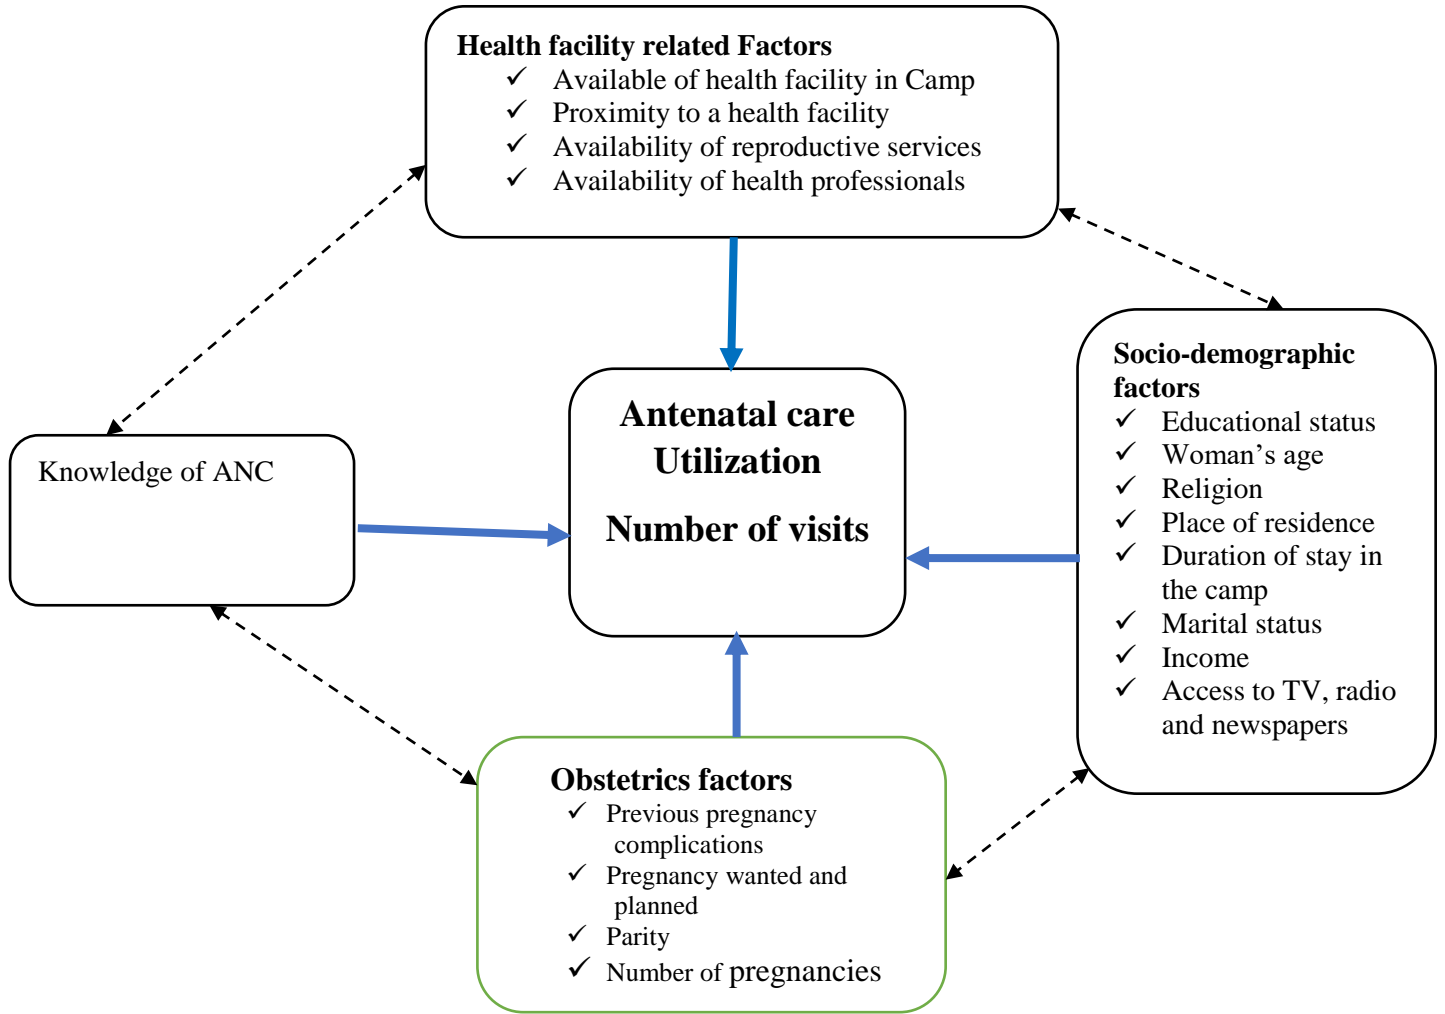 Health facility related Factors
✓ Available of health facility in Camp
✓ Proximity to a health facility
✓ Availability of reproductive services
✓ Availability of health professionals
Antenatal care
Utilization
Number of visits
Knowledge of ANC
Socio-demographic
factors
✓ Educational status
✓ Woman’s age
✓ Religion
✓ Place of residence
✓ Duration of stay in
the camp
✓ Marital status
✓ Income
✓ Access to TV, radio
and newspapers
Obstetrics factors
✓ Previous pregnancy
complications
✓ Pregnancy wanted and
planned
✓ Parity
✓ Number of pregnancies